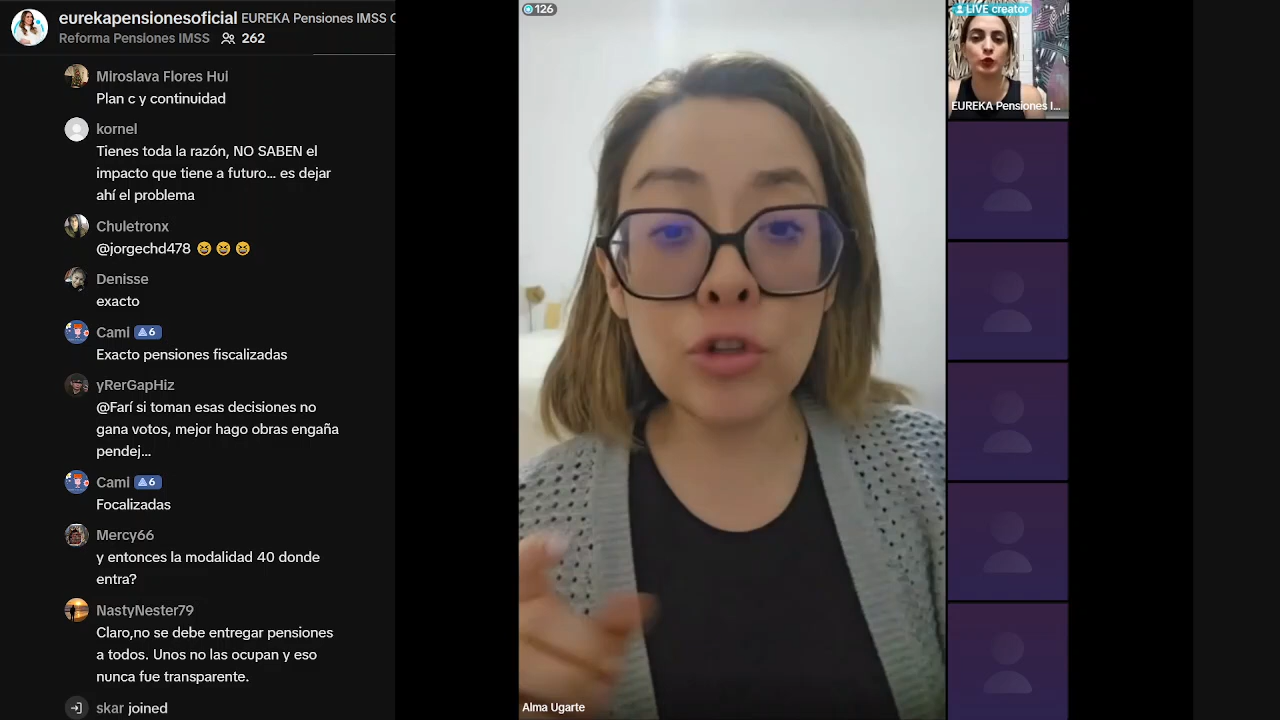 eurekapensionesoficial EUREKA Pensiones IMSS
Reforma Pensiones IMSS 262
Miroslava Flores Hui
Plan c y continuidad
kornel
Tienes toda la razón, NO SABEN el
impacto que tiene a futuro... es dejar
ahí el problema
Chuletronx
@jorgechd478 😆 😆 😆
Denisse
exacto
Cami 6
Exacto pensiones fiscalizadas
yRerGapHiz
@Farí si toman esas decisiones no
gana votos, mejor hago obras engaña
pendej...
Cami 6
Focalizadas
Mercy66
y entonces la modalidad 40 donde
entra?
NastyNester79
Claro,no se debe entregar pensiones
a todos. Unos no las ocupan y eso
nunca fue transparente.
skar joined
126
Alma Ugarte
LIVE creator
EUREKA Pensiones I...